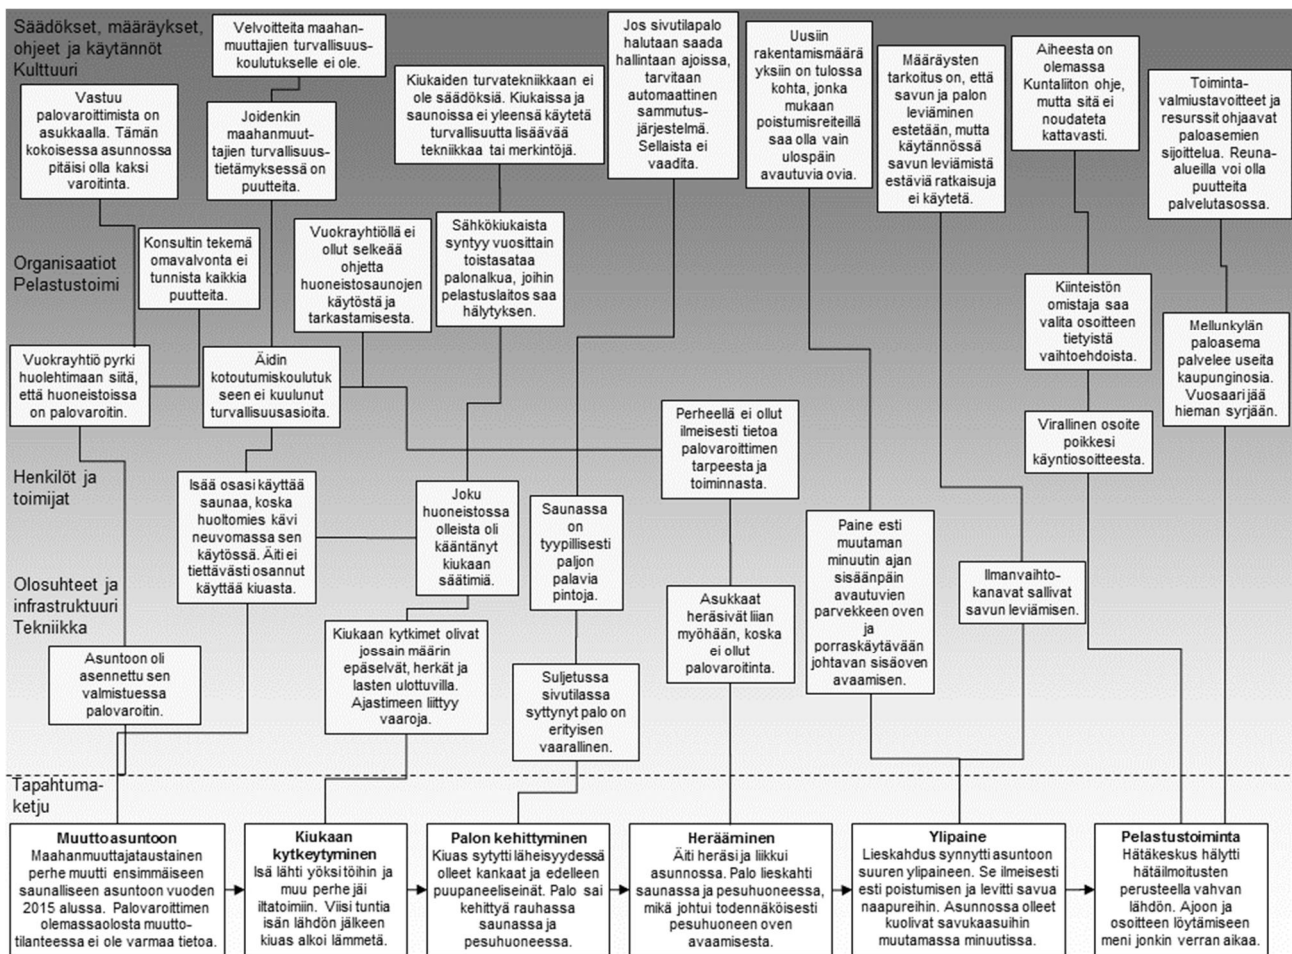 Säädökset, määräykset,
ohjeet ja käytännöt
Kulttuuri
Velvoitteita maahan-
muuttajien turvallisuus-
koulutukselle ei ole.
Jos sivutilapalo
halutaan saada
hallintaan ajoissa,
tarvitaan
automaattinen
sammutus-
järjestelmä.
Sellaista ei
vaadita.
Uusiin
rakentamismäärä
yksiin on tulossa
kohta, jonka
mukaan
poistumisreiteillä
saa olla vain
ulospäin
avautuvia ovia.
Määräysten
tarkoitus on, että
savun ja palon
leviäminen
estetään, mutta
käytännössä
savun leviämistä
estäviä ratkaisuja
ei käytetä.
Aiheesta on
olemassa
Kuntaliiton ohje,
mutta sitä ei
noudateta
kattavasti.
Toiminta-
valmiustavoitteet ja
resurssit ohjaavat
paloasemien
sijoittelua. Reuna-
alueilla voi olla
puutteita
palvelutasossa.
Vastuu
palovaroittimista on
asukkaalla. Tämän
kokoisessa asunnossa
pitäisi olla kaksi
varoitinta.
Joidenkin
maahanmuut-
tajien turvallisuus-
tietämyksessä on
puutteita.
Kiukaiden turvatekniikkaan ei
ole säädöksiä. Kiukaissa ja
saunoissa ei yleensä käytetä
turvallisuutta lisäävää
tekniikkaa tai merkintöjä.
Organisaatiot
Pelastustoimi
Konsultin tekemä
omavalvonta ei
tunnista kaikkia
puutteita.
Vuokrayhtiöllä ei
ollut selkeää
ohjetta
huoneistosaunojen
käytöstä ja
tarkastamisesta.
Sähkökiukaista
syntyy vuosittain
toistasataa
palonalkua, joihin
pelastuslaitos saa
hälytyksen.
Kiinteistön
omistaja saa
valita osoitteen
tietyistä
vaihtoehdoista.
Mellunkylän
paloasema
palvelee useita
kaupunginosia.
Vuosaari jää
hieman syrjään.
Vuokrayhtiö pyrki
huolehtimaan siitä,
että huoneistoissa
on palovaroitin.
Äidin
kotoutumiskoulutuk
seen ei kuulunut
turvallisuusasioita.
Perheellä ei ollut
ilmeisesti tietoa
palovaroittimen
tarpeesta ja
toiminnasta.
Virallinen osoite
poikkesi
käyntiosoitteesta.
Henkilöt ja
toimijat
Isää osasi käyttää
saunaa, koska
huoltomies kävi
neuvomassa sen
käytössä. Äiti ei
tiettävästi osannut
käyttää kiuasta.
Joku
huoneistossa
olleista oli
kääntänyt
kiukaan
säätimiä.
Saunassa
on
tyypillisesti
paljon
palavia
pintoja.
Paine esti
muutaman
minuutin ajan
sisäänpäin
avautuvien
parvekkeen oven
ja
porraskäytävään
johtavan sisäoven
avaamisen.
Ilmanvaihto-
kanavat sallivat
savun leviämisen.
Olosuhteet ja
infrastruktuuri
Tekniikka
Asukkaat
heräsivät liian
myöhään, koska
ei ollut
palovaroitinta.
Kiukaan kytkimet olivat
jossain määrin
epäselvät, herkät ja
lasten ulottuvilla.
Ajastimeen liittyy
vaaroja.
Asuntoon oli
asennettu sen
valmistuessa
palovaroitin.
Suljetussa
sivutilassa
syttynyt palo on
erityisen
vaarallinen.
Tapahtuma-
ketju
Muutto asuntoon
Maahanmuuttajataustainen
perhe muutti ensimmäiseen
saunalliseen asuntoon vuoden
2015 alussa. Palovaroittimen
olemassaolosta muutto-
tilanteessa ei ole varmaa tietoa.
Kiukaan
kytkeytyminen
Isä lähti yöksi töihin ja
muu perhe jäi
iltatoimiin. Viisi tuntia
isän lähdön jälkeen
kiuas alkoi lämmetä.
Palon kehittyminen
Kiuas sytytti läheisyydessä
olleet kankaat ja edelleen
puupaneeliseinät. Palo sai
kehittyä rauhassa
saunassa ja
pesuhuoneessa.
Herääminen
Äiti heräsi ja liikkui
asunnossa. Palo lieskahti
saunassa ja pesuhuoneessa,
mikä johtui todennäköisesti
pesuhuoneen oven
avaamisesta.
Ylipaine
Lieskahdus synnytti asuntoon
suuren ylipaineen. Se ilmeisesti
esti poistumisen ja levitti savua
naapureihin. Asunnossa olleet
kuolivat savukaasuihin
muutamassa minuutissa.
Pelastustoiminta
Hätäkeskus hälytti
hätäilmoitusten
perusteella vahvan
lähdön. Ajoon ja
osoitteen löytämiseen
meni jonkin verran aikaa.